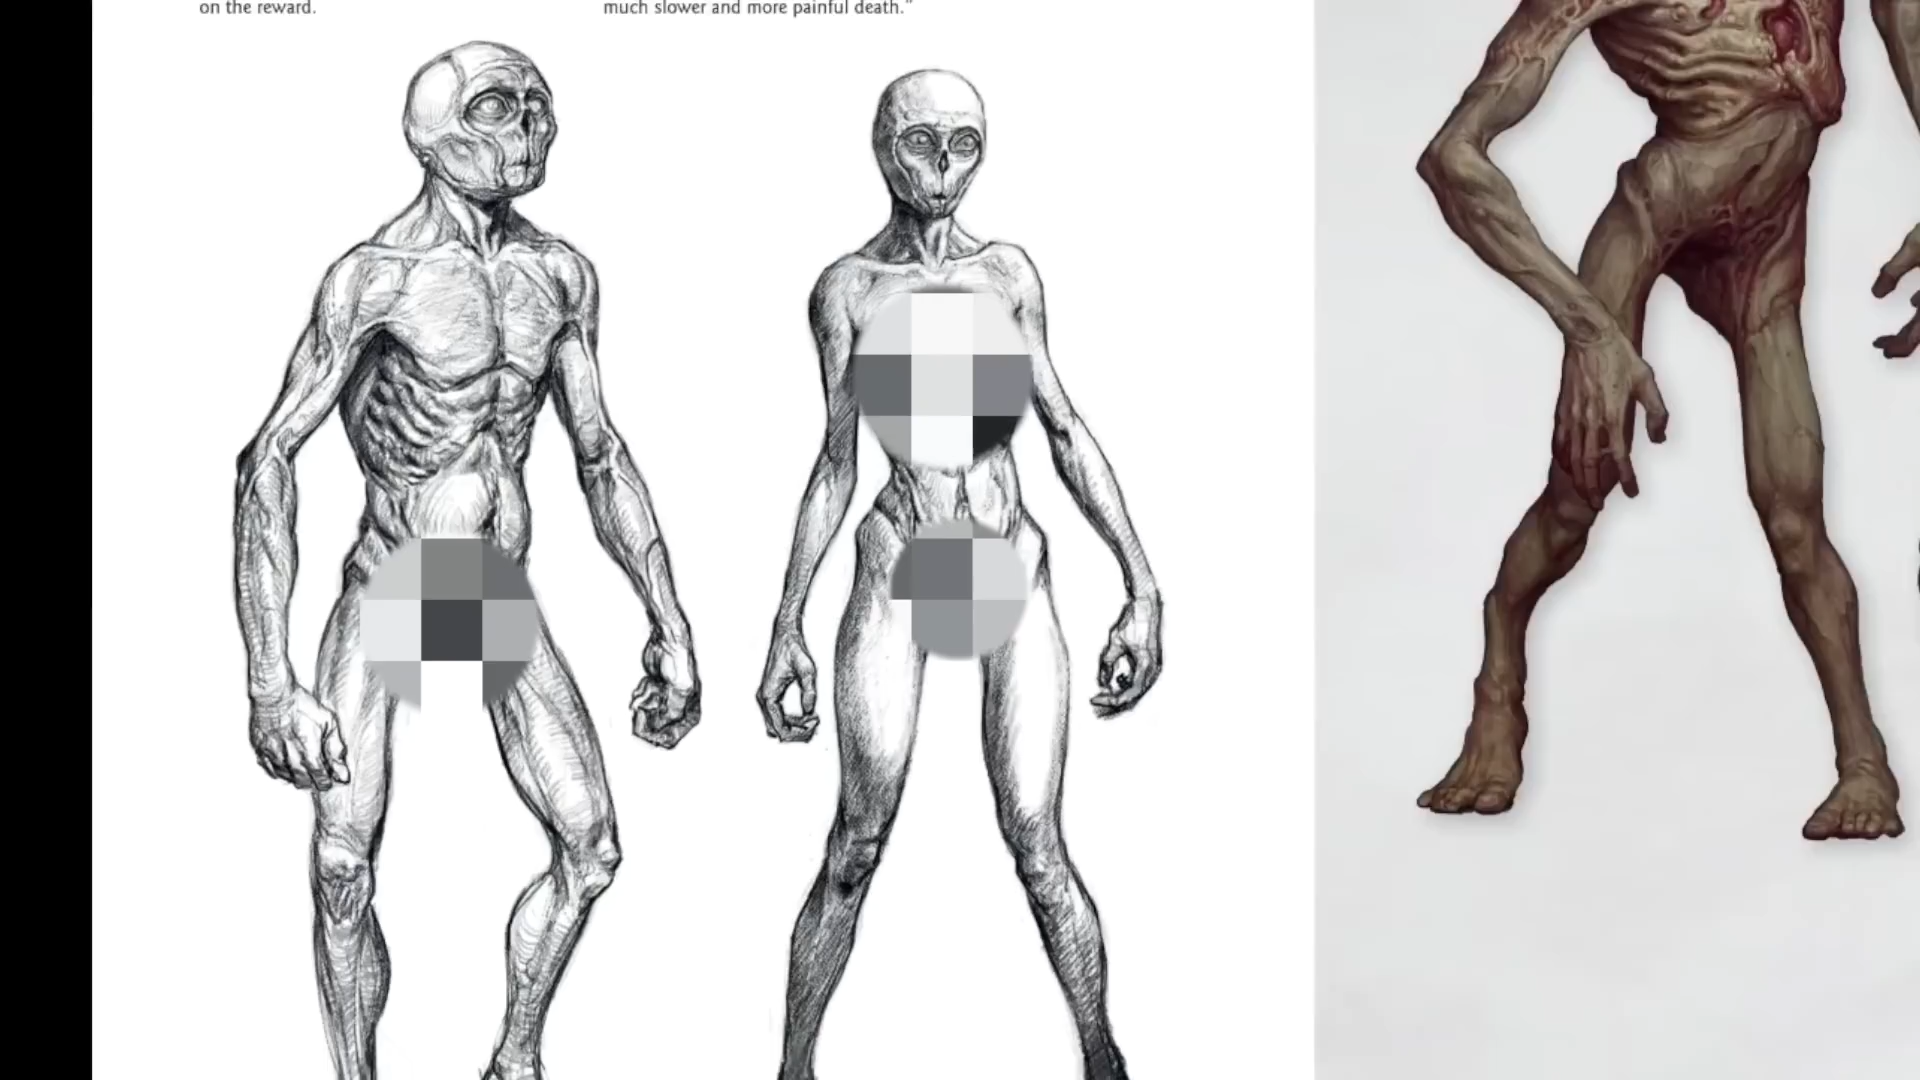 on the reward.
much slower and more painful death."